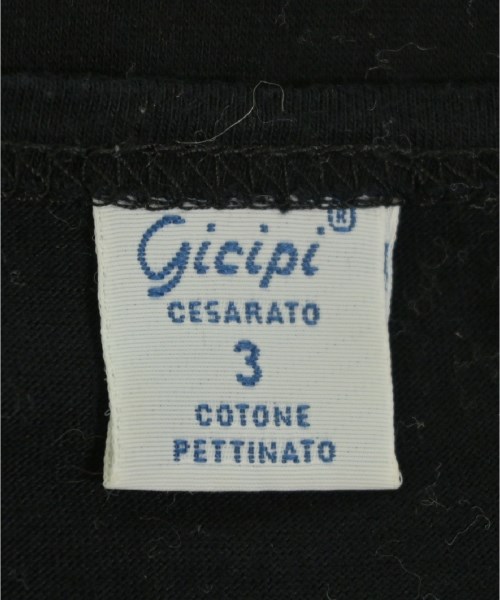 Gicipi®
CESARATO
3
COTONE
PETTINATO